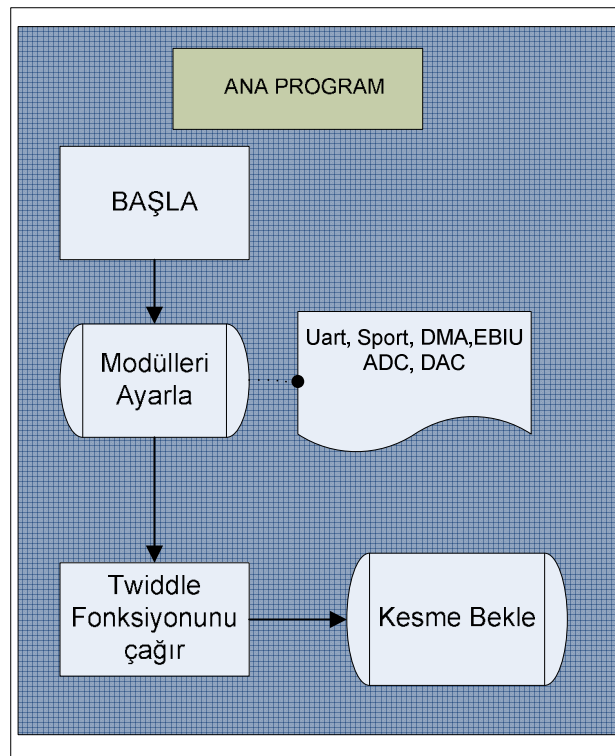 ANA PROGRAM
BAŞLA
Modülleri
Ayarla
Uart, Sport, DMA,EBIU
ADC, DAC
Twiddle
Fonksiyonunu
çağır
Kesme Bekle